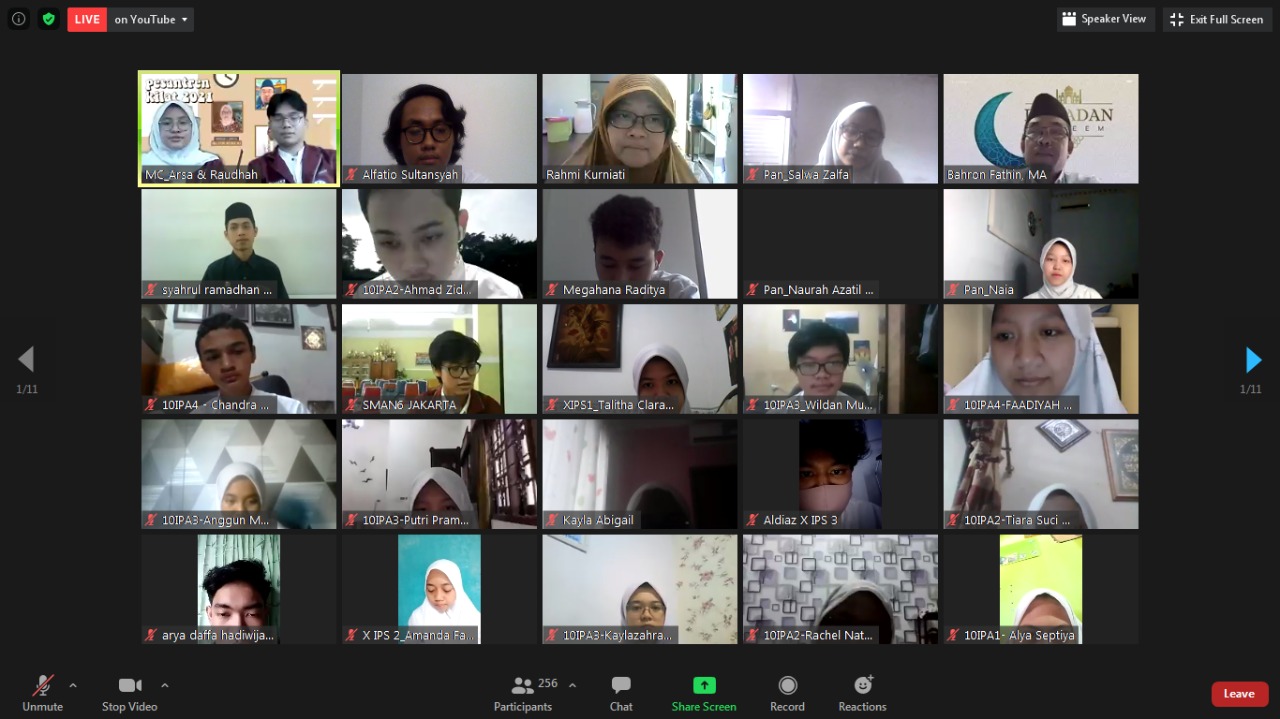 LIVE on YouTube
Speaker View
Exit Full Screen
pesantren
kilat 2021
MC_Arsa & Raudhah
Alfatio Sultansyah
Rahmi Kurniati
Pan_Salwa Zalfa
Bahron Fathin, MA
syahrul ramadhan ...
10IPA2-Ahmad Zid...
Megahana Raditya
Pan_Naurah Azatil ...
Pan_Naia
10IPA4 - Chandra ...
SMAN6 JAKARTA
XIPS1_Talitha Clara...
10IPA3_Wildan Mu...
10IPA4-FAADIYAH ...
1/11
1/11
10IPA3-Anggun M...
10IPA3-Putri Pram...
Kayla Abigail
Aldiaz X IPS 3
10IPA2-Tiara Suci ...
arya daffa hadiwija...
X IPS 2_Amanda Fa...
10IPA3-Kaylazahra...
10IPA2-Rachel Nat...
10IPA1- Alya Septiya
Unmute
Stop Video
256
Participants
Chat
Share Screen
Record
Reactions
Leave